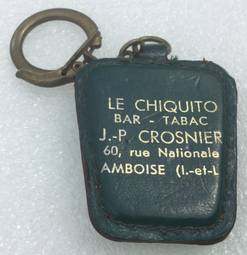 LE CHIQUITO
BAR - TABAC
J.-P. CROSNIER
60, rue Nationale
AMBOISE (I.-et-L